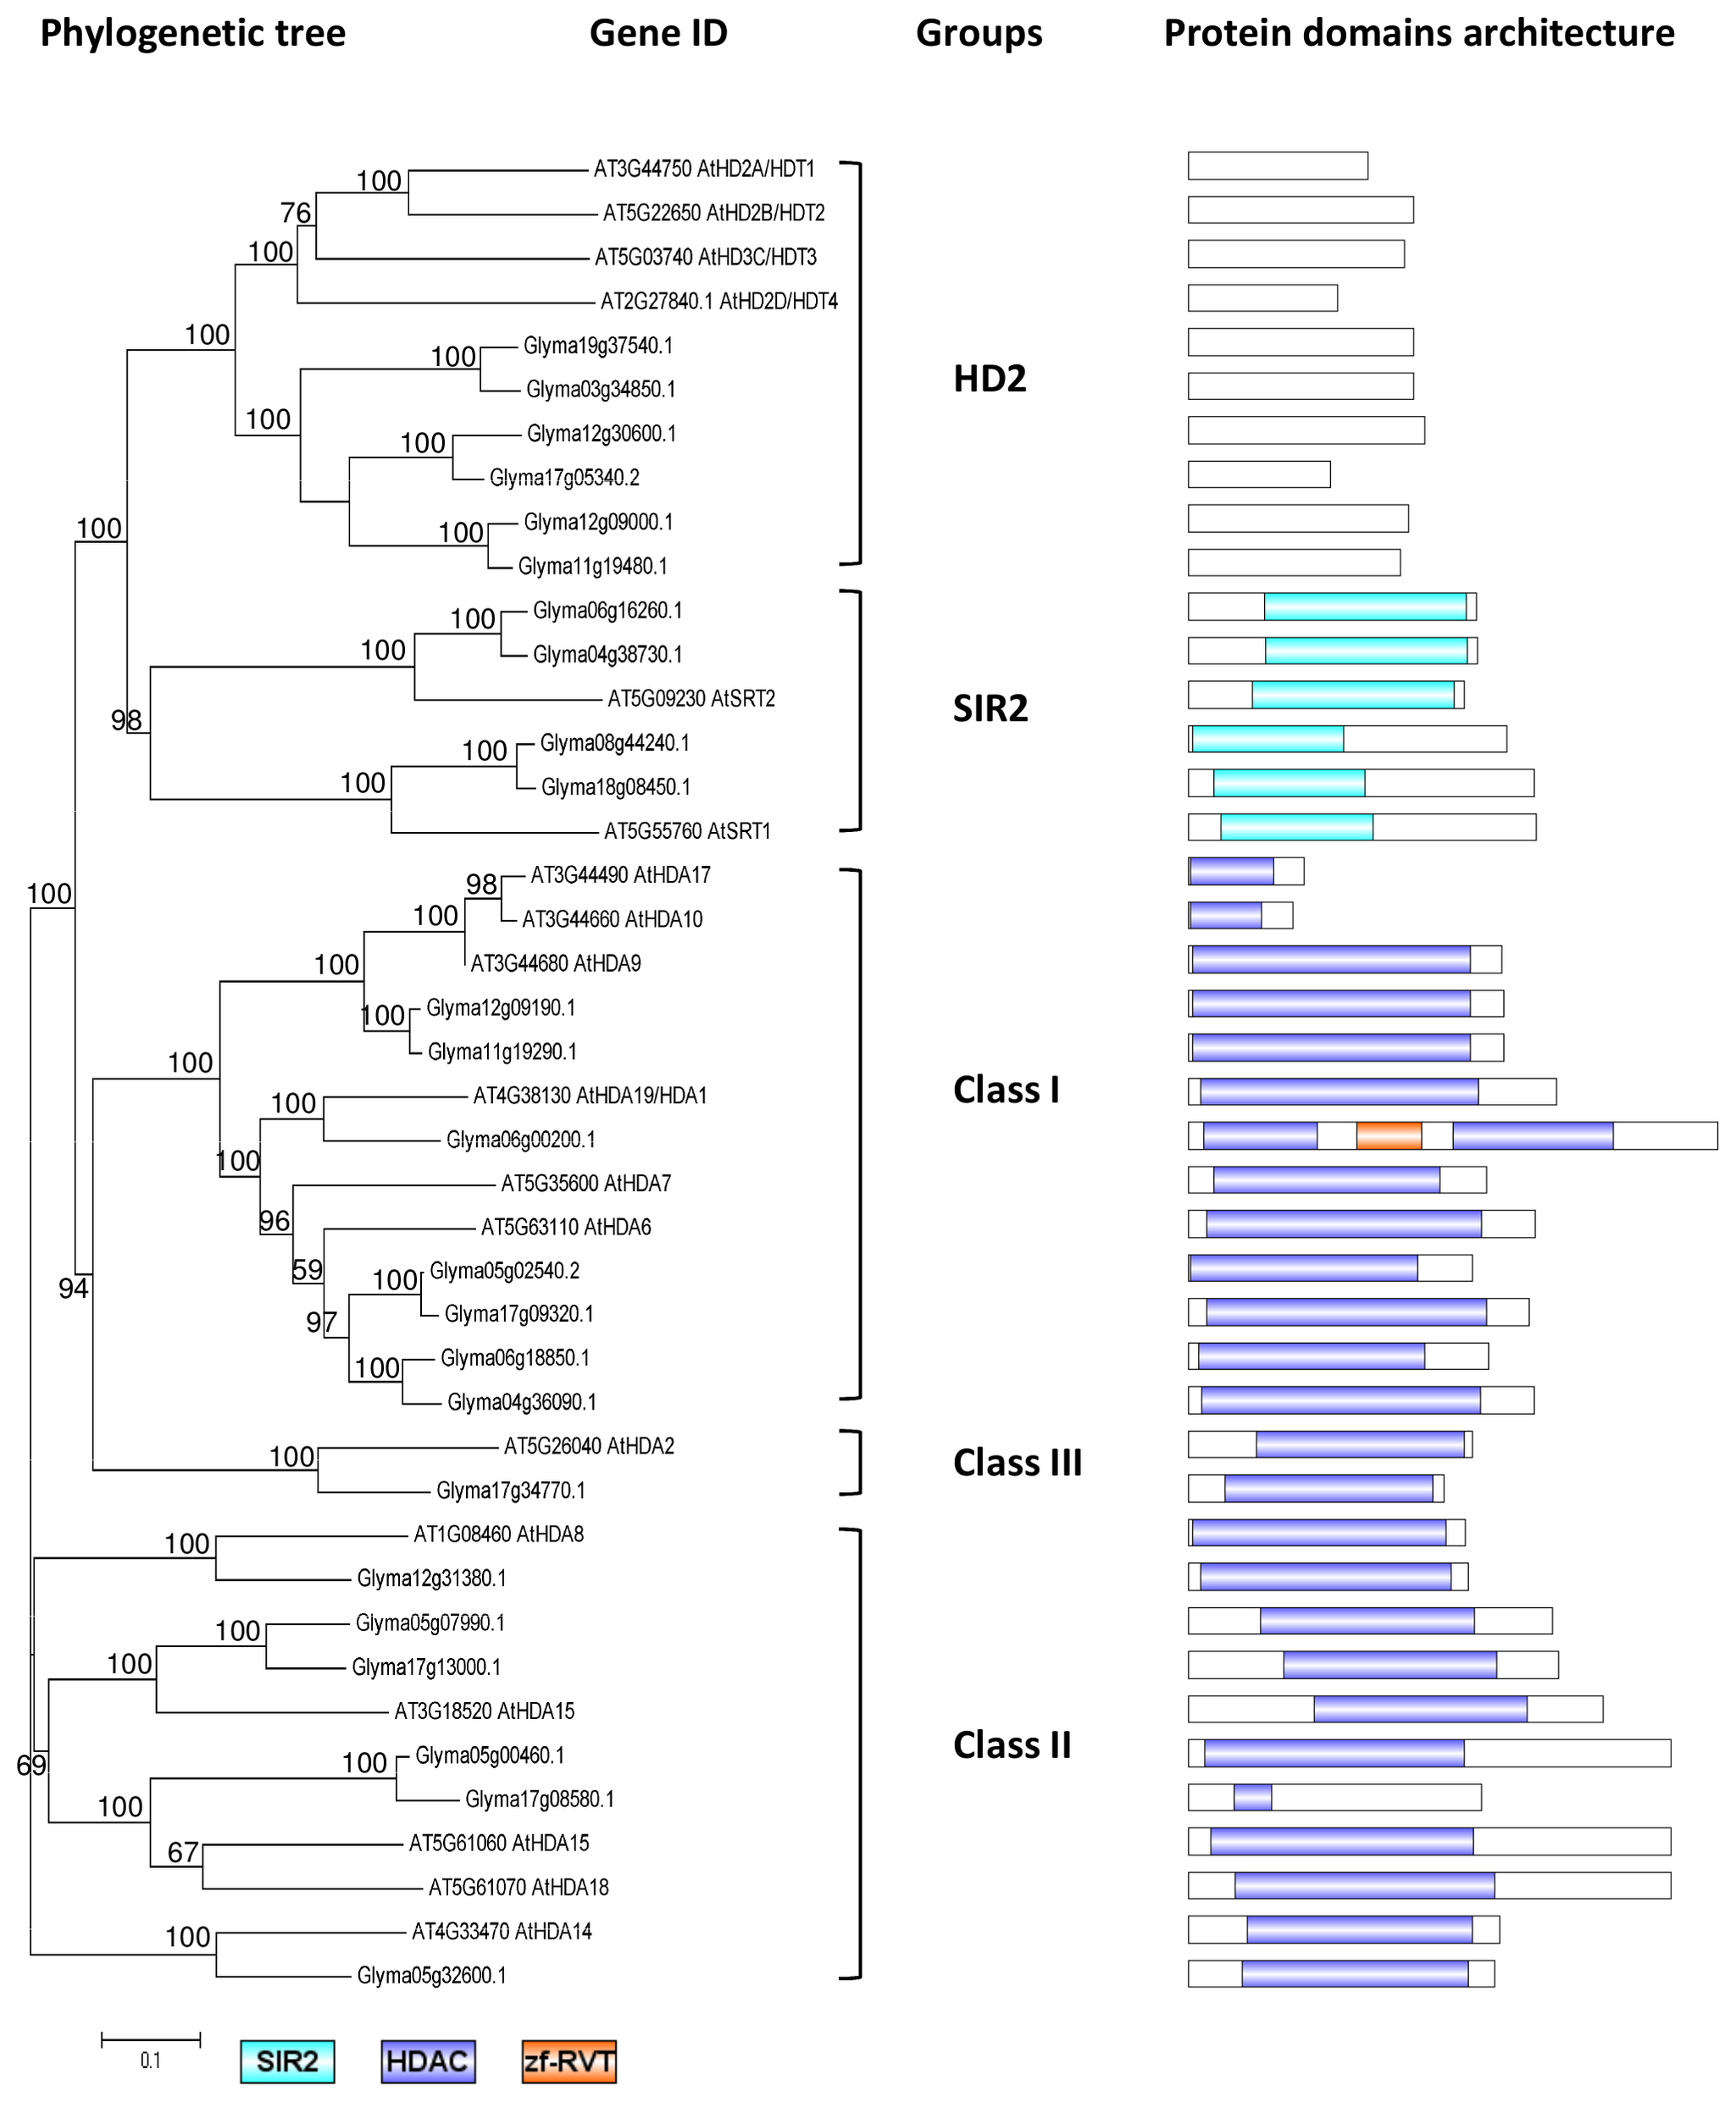 Phylogenetic tree Gene ID Groups Protein domains architecture
100 AT3G44750 AtHD2A/HDT1
76 AT5G22650 AtHD2B/HDT2
100 AT5G03740 AtHD3C/HDT3
AT2G27840.1 AtHD2D/HDT4
100
100 Glyma19g37540.1
Glyma03g34850.1
HD2
100 100 Glyma12g30600.1
Glyma17g05340.2
100 100 Glyma12g09000.1
Glyma11g19480.1
100 Glyma06g16260.1
100 Glyma04g38730.1
AT5G09230 AtSRT2
SIR2
98 100 Glyma08g44240.1
100 Glyma18g08450.1
AT5G55760 AtSRT1
98 AT3G44490 AtHDA17
100 100 AT3G44660 AtHDA10
100 AT3G44680 AtHDA9
100 Glyma12g09190.1
Glyma11g19290.1
100
100 AT4G38130 AtHDA19/HDA1
Class I
Glyma06g00200.1
100
AT5G35600 AtHDA7
96 AT5G63110 AtHDA6
59 100 Glyma05g02540.2
94
97 Glyma17g09320.1
100 Glyma06g18850.1
Glyma04g36090.1
100 AT5G26040 AtHDA2
Class III
Glyma17g34770.1
100 AT1G08460 AtHDA8
Glyma12g31380.1
100 Glyma05g07990.1
100 Glyma17g13000.1
AT3G18520 AtHDA15
Class II
69 100 Glyma05g00460.1
100 Glyma17g08580.1
67 AT5G61060 AtHDA15
AT5G61070 AtHDA18
100 AT4G33470 AtHDA14
Glyma05g32600.1
0.1 SIR2 HDAC zf-RVT